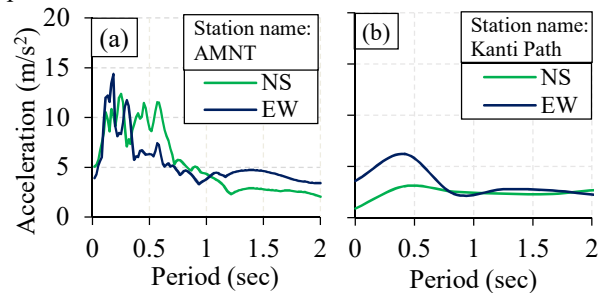 20
15
10
5
0
Acceleration (m/s²)
(a)
Station name:
AMNT
NS
EW
0
0.5
1
1.5
2
Period (sec)
(b)
Station name:
Kanti Path
NS
EW
0
0.5
1
1.5
2
Period (sec)